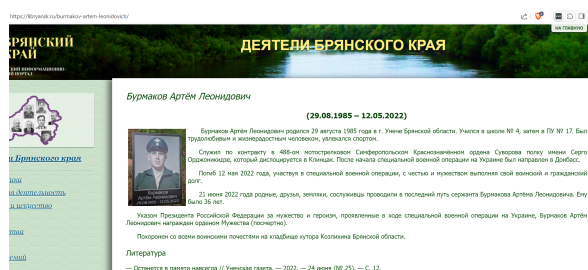 https://libryansk.ru/burmakov-artem-leonidovich/
НА ГЛАВНУЮ
БРЯНСКИЙ
КРАЙ
ДЕЯТЕЛИ БРЯНСКОГО КРАЯ
Бурмаков Артём Леонидович
(29.08.1985 – 12.05.2022)
Бурмаков Артём Леонидович родился 29 августа 1985 года в г. Унече Брянской области. Учился в школе № 4, затем в ПУ № 17. Был
трудолюбивым и жизнерадостным человеком, увлекался спортом.
Служил по контракту в 488-ом мотострелковом Симферопольском Краснознамённом ордена Суворова полку имени Серго
Орджоникидзе, который дислоцируется в Клинцах. После начала специальной военной операции на Украине был направлен в Донбасс.
Погиб 12 мая 2022 года, участвуя в специальной военной операции, с честью и мужеством выполняя свой воинский и гражданский
долг.
21 июня 2022 года родные, друзья, земляки, сослуживцы проводили в последний путь сержанта Бурмакова Артёма Леонидовича. Ему
было 36 лет.
Указом Президента Российской Федерации за мужество и героизм, проявленные в ходе специальной военной операции на Украине, Бурмаков Артём
Леонидович награжден орденом Мужества (посмертно).
Похоронен со всеми воинскими почестями на кладбище хутора Козлихина Брянской области.
Литература
— Останется в памяти навсегда // Унечская газета. — 2022. — 24 июня (№ 25). — С. 12.
и Брянского края
я деятельность
и искусство